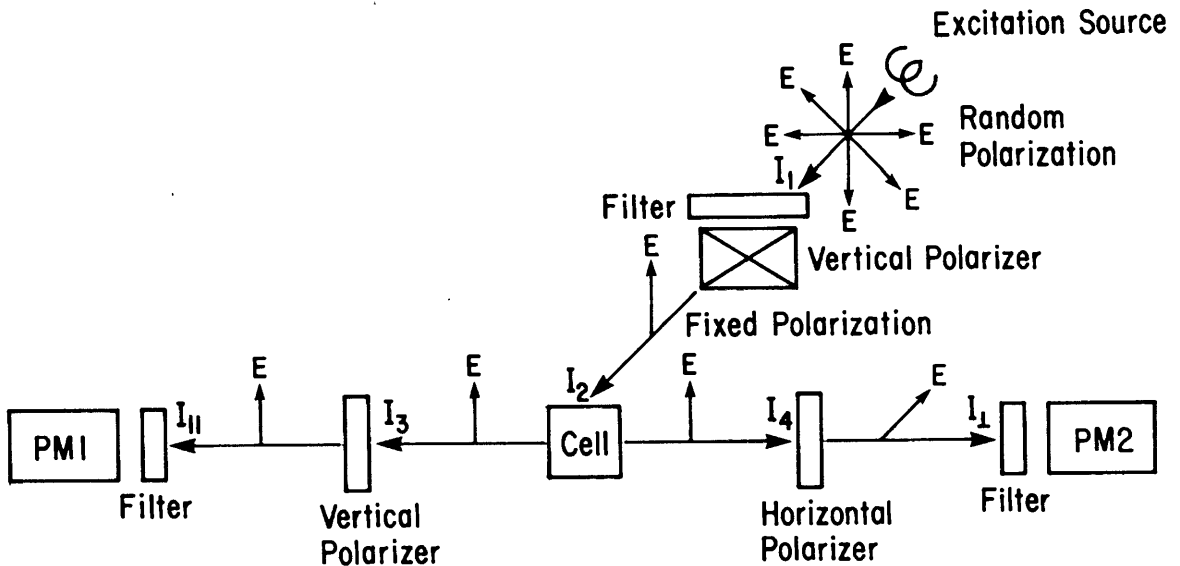 Excitation Source
E
E
E
E
Random
Polarization
I₁
E
E
E
Filter
E
Vertical Polarizer
Fixed Polarization
E
E
I₂
E
E
I||
I₃
I₄
I⊥
PM1
Cell
PM2
Filter
Vertical
Polarizer
Horizontal
Polarizer
Filter